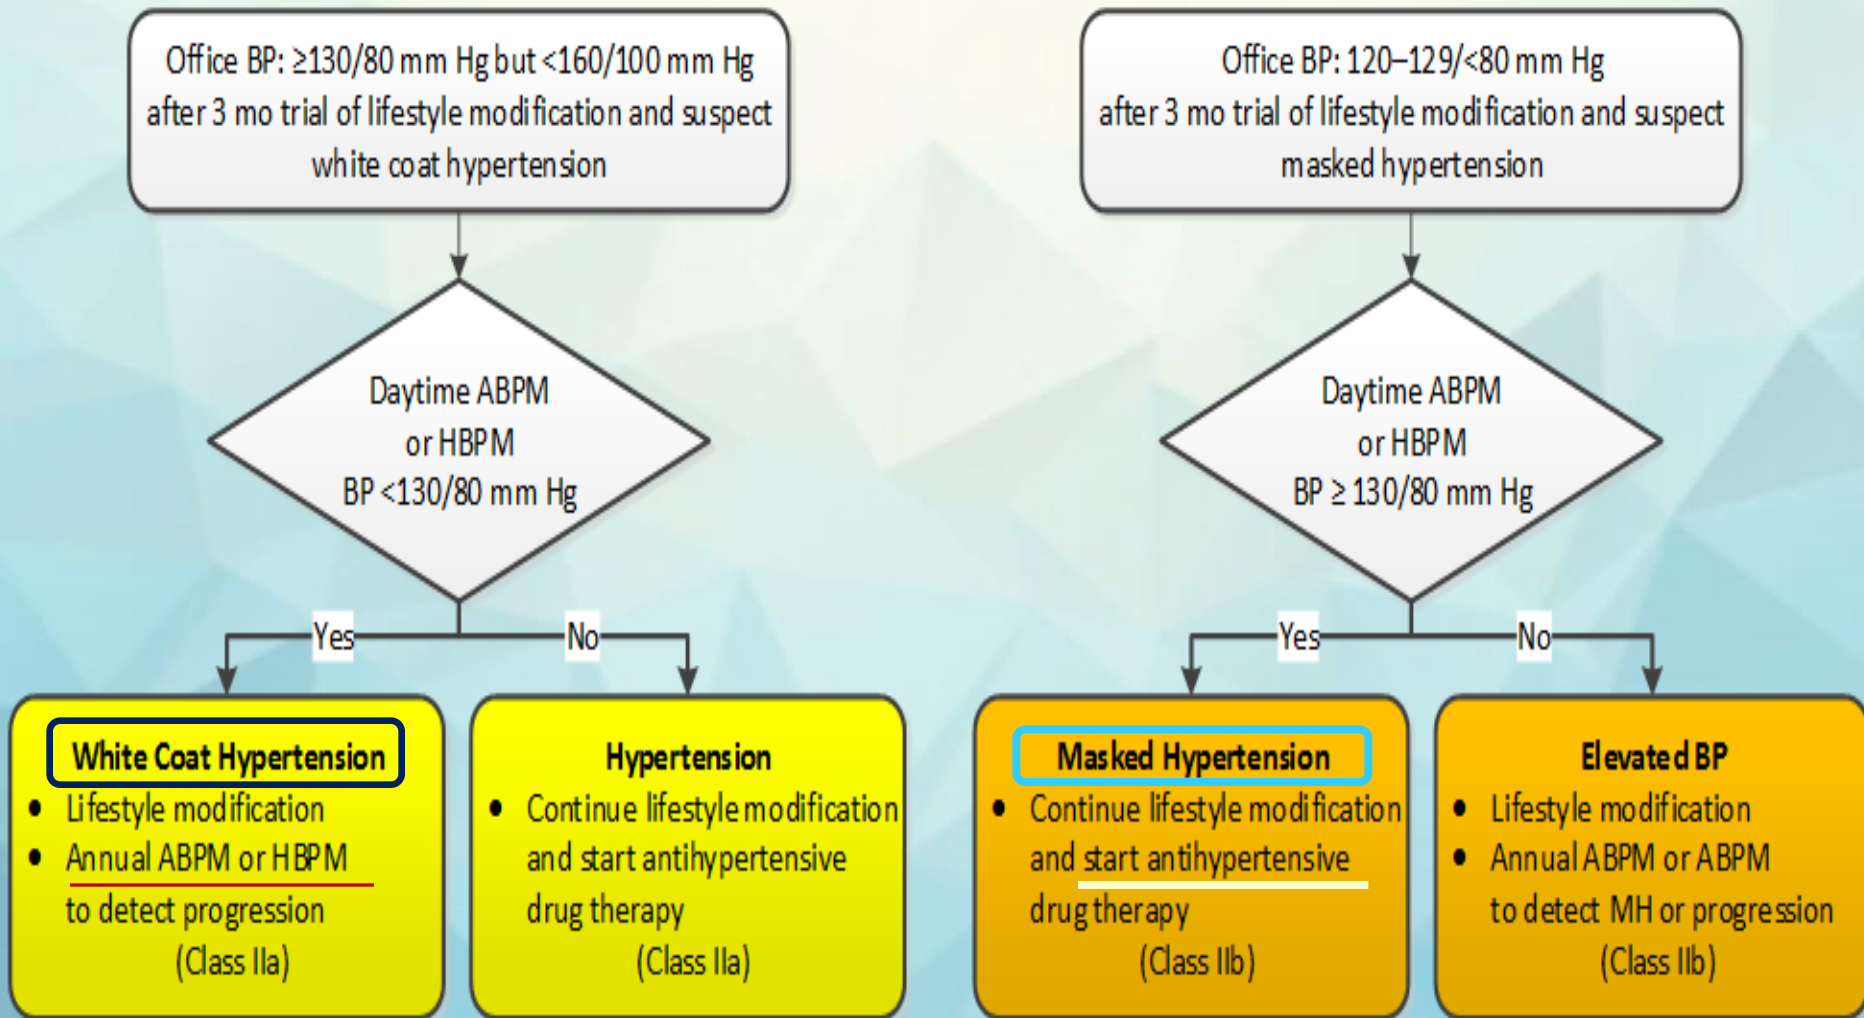 Office BP: ≥130/80 mm Hg but <160/100 mm Hg
after 3 mo trial of lifestyle modification and suspect
white coat hypertension
Daytime ABPM
or HBPM
BP <130/80 mm Hg
Yes
No
White Coat Hypertension
• Lifestyle modification
• Annual ABPM or HBPM
to detect progression
(Class IIa)
Hypertension
• Continue lifestyle modification
and start antihypertensive
drug therapy
(Class IIa)
Office BP: 120–129/<80 mm Hg
after 3 mo trial of lifestyle modification and suspect
masked hypertension
Daytime ABPM
or HBPM
BP ≥ 130/80 mm Hg
Yes
No
Masked Hypertension
• Continue lifestyle modification
and start antihypertensive
drug therapy
(Class IIb)
Elevated BP
• Lifestyle modification
• Annual ABPM or ABPM
to detect MH or progression
(Class IIb)